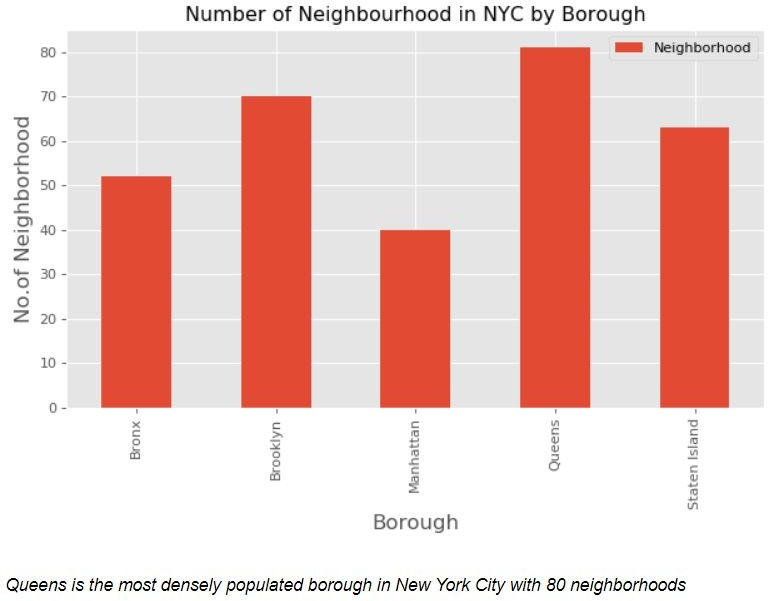 Number of Neighbourhood in NYC by Borough
Neighborhood
No.of Neighborhood
80
70
60
50
40
30
20
10
0
Bronx
Brooklyn
Manhattan
Queens
Staten Island
Borough
Queens is the most densely populated borough in New York City with 80 neighborhoods